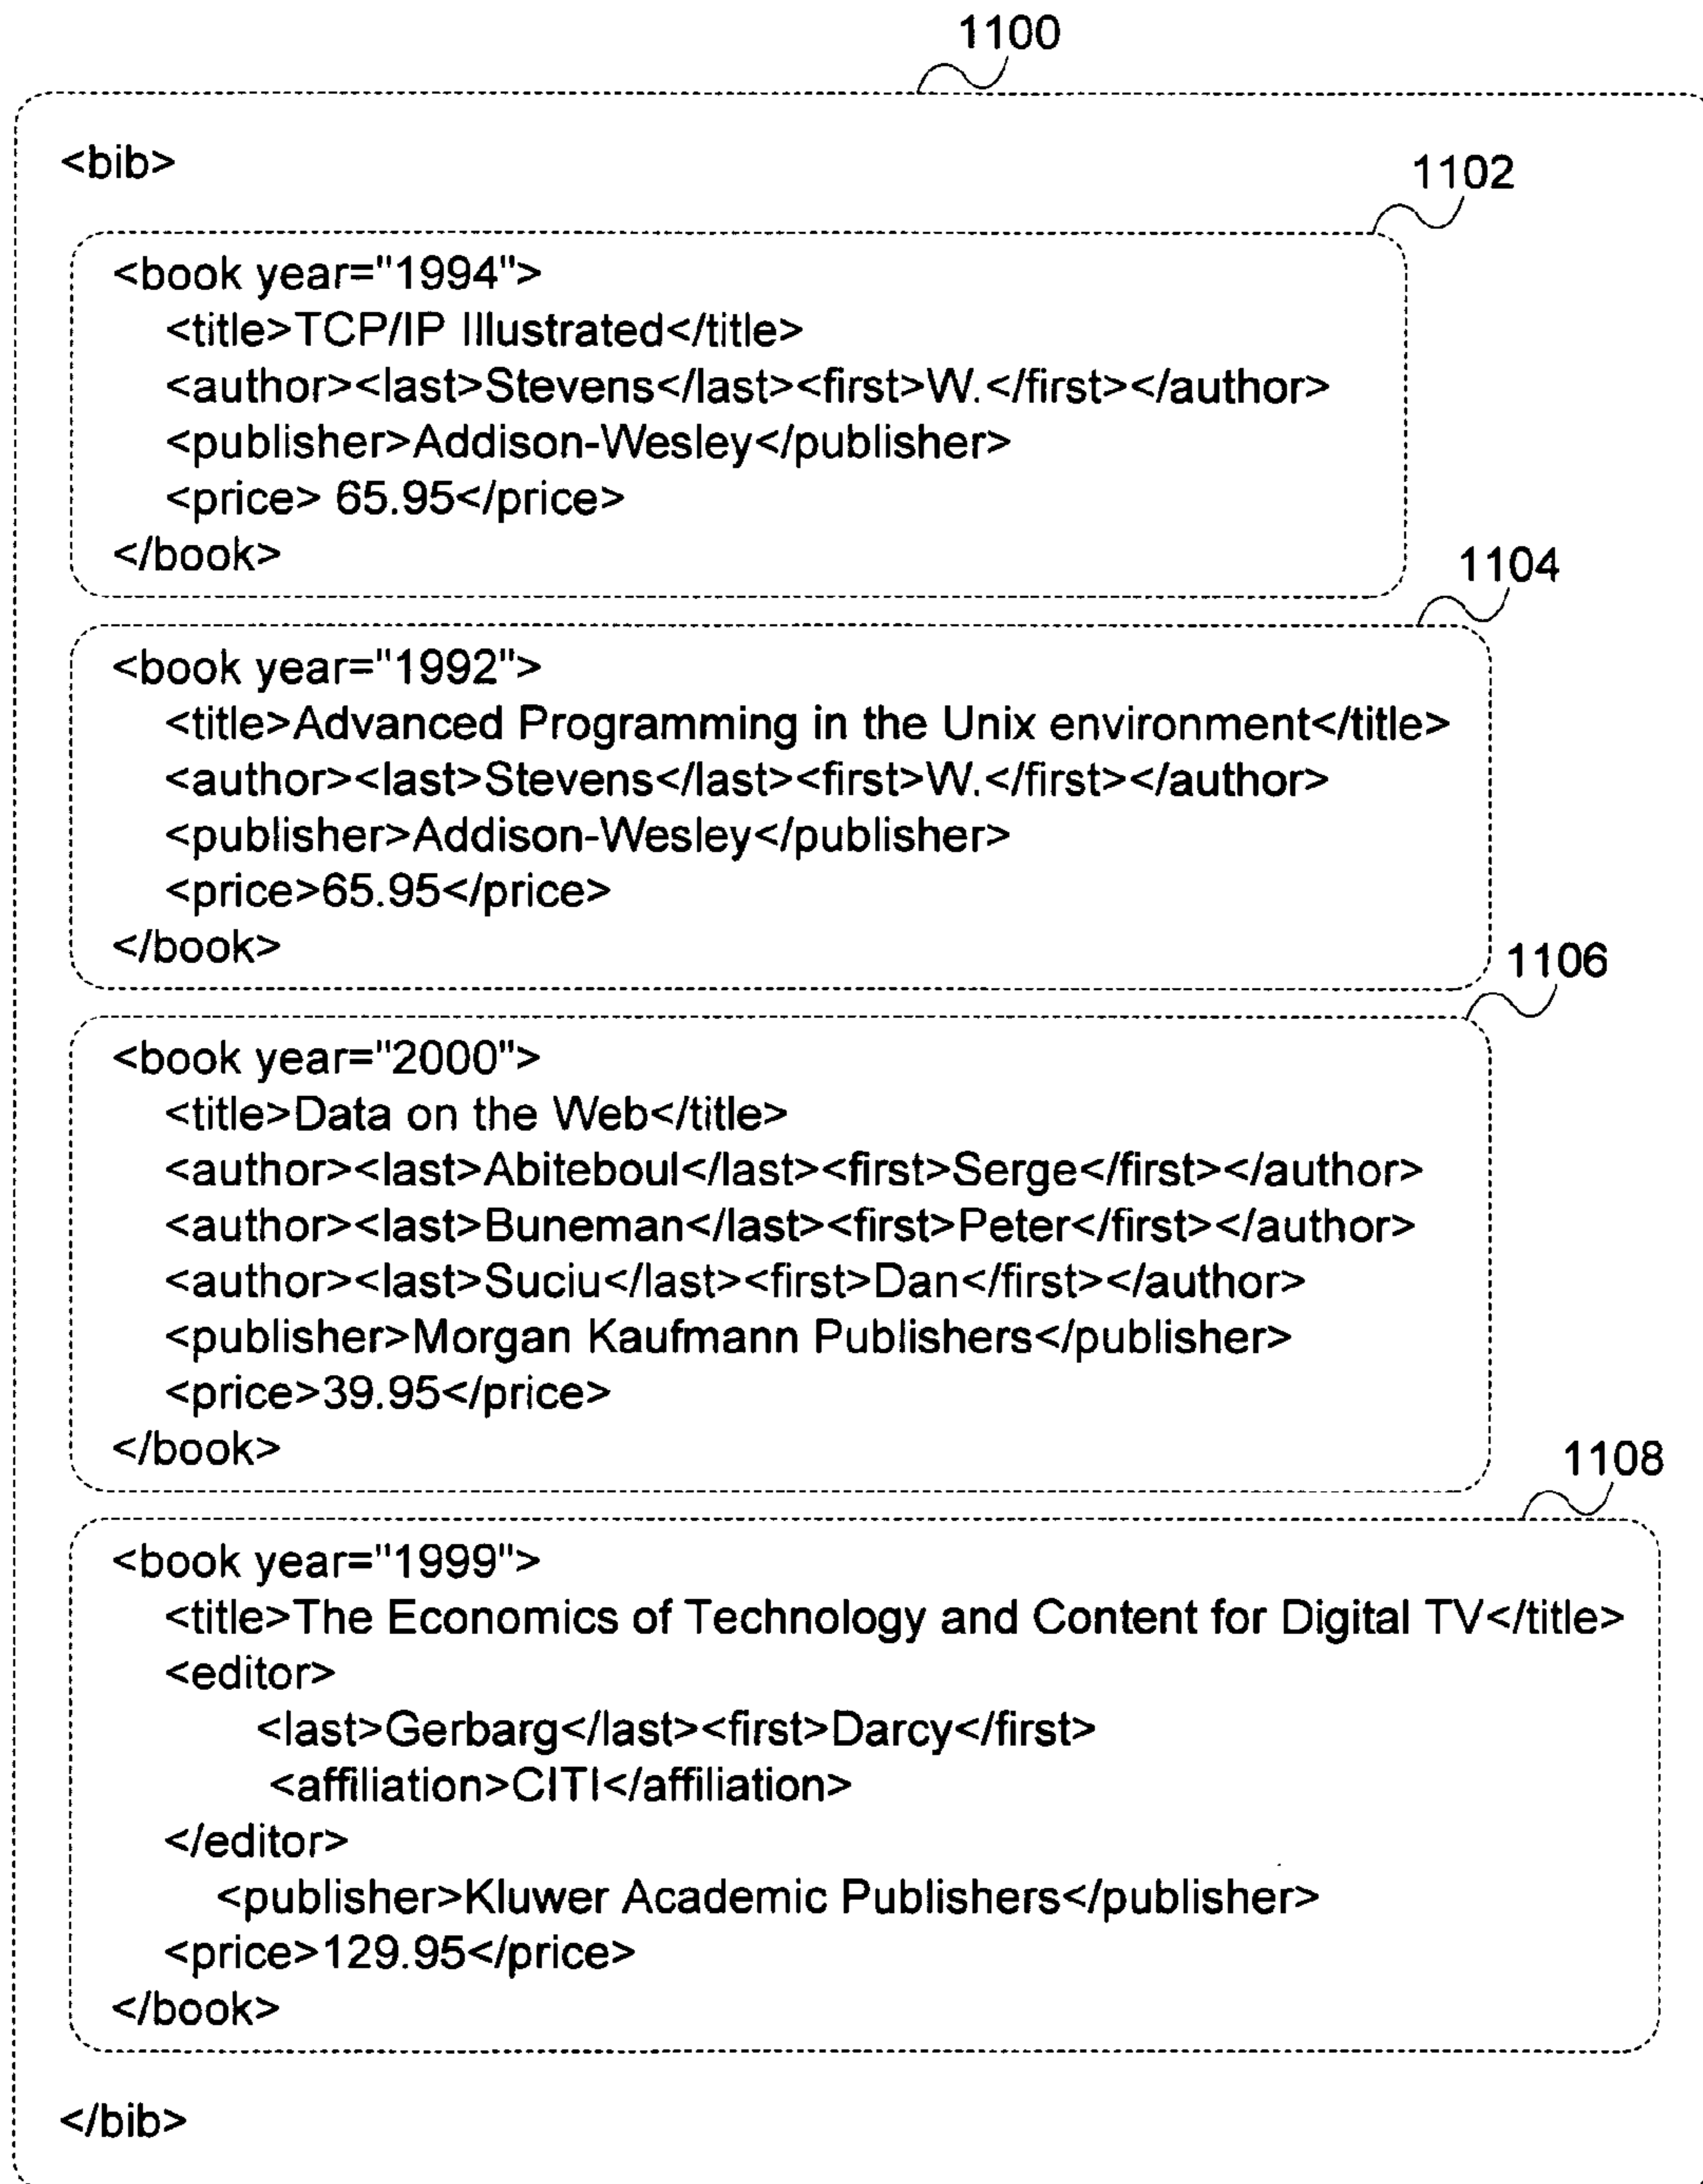 1100
<bib>
1102
<book year="1994">
<title>TCP/IP Illustrated</title>
<author><last>Stevens</last><first>W.</first></author>
<publisher>Addison-Wesley</publisher>
<price> 65.95</price>
</book>
1104
<book year="1992">
<title>Advanced Programming in the Unix environment</title>
<author><last>Stevens</last><first>W.</first></author>
<publisher>Addison-Wesley</publisher>
<price>65.95</price>
</book>
1106
<book year="2000">
<title>Data on the Web</title>
<author><last>Abiteboul</last><first>Serge</first></author>
<author><last>Buneman</last><first>Peter</first></author>
<author><last>Suciu</last><first>Dan</first></author>
<publisher>Morgan Kaufmann Publishers</publisher>
<price>39.95</price>
</book>
1108
<book year="1999">
<title>The Economics of Technology and Content for Digital TV</title>
<editor>
<last>Gerbarg</last><first>Darcy</first>
<affiliation>CITI</affiliation>
</editor>
<publisher>Kluwer Academic Publishers</publisher>
<price>129.95</price>
</book>
</bib>